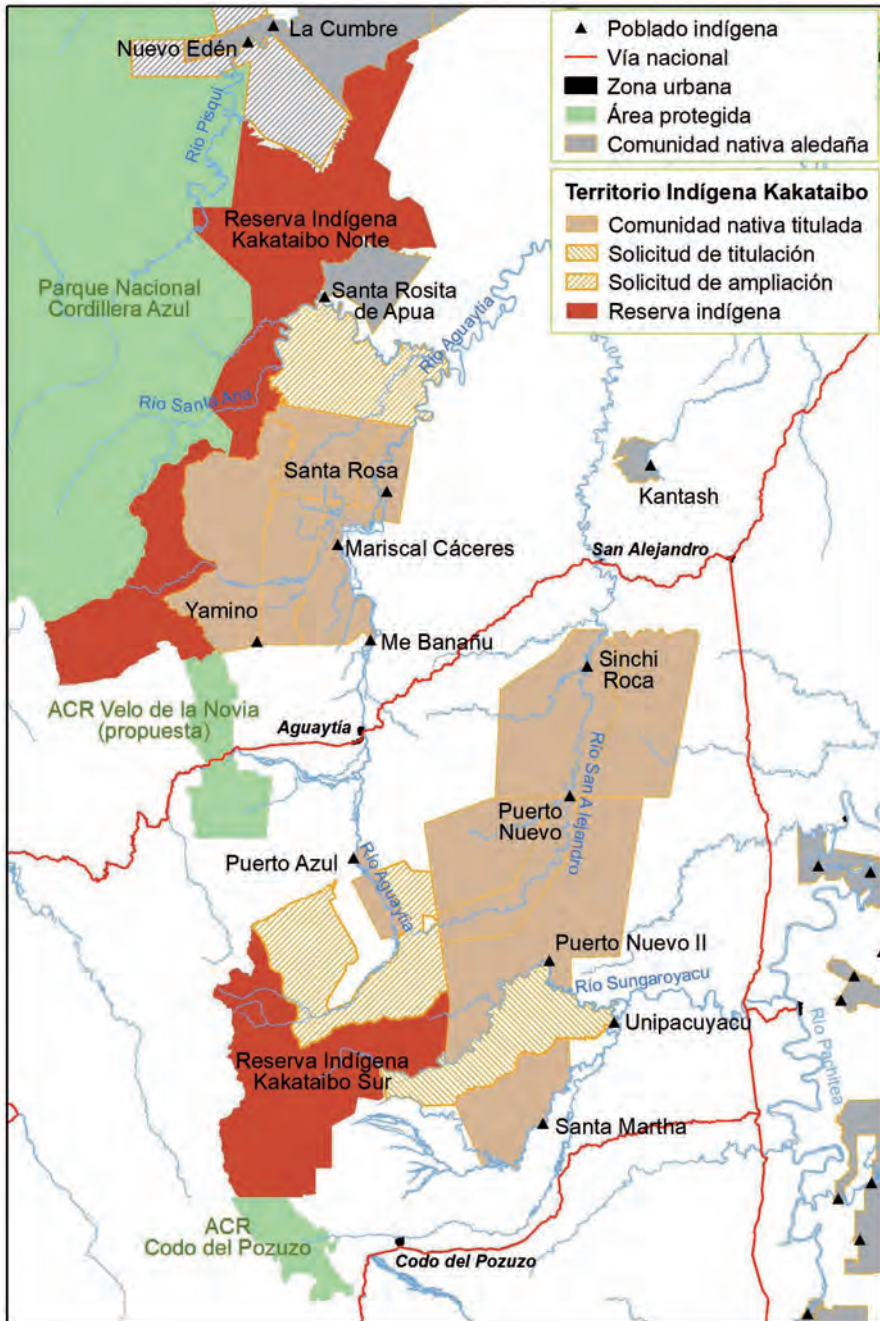 Poblado indígena
Vía nacional
Zona urbana
Área protegida
Comunidad nativa aledaña
Territorio Indígena Kakataibo
Comunidad nativa titulada
Solicitud de titulación
Solicitud de ampliación
Reserva indígena
La Cumbre
Nuevo Edén
Río Pisqui
Reserva Indígena
Kakataibo Norte
Parque Nacional
Cordillera Azul
Santa Rosita
de Apua
Río Aguaytía
Río Santa Ana
Santa Rosa
Kantash
Mariscal Cáceres
San Alejandro
Yamino
Me Banañu
Sinchi
Roca
ACR Velo de la Novia
(propuesta)
Aguaytía
Río San Alejandro
Puerto
Nuevo
Puerto Azul
Río Aguaytía
Puerto Nuevo II
Río Sungaroyacu
Unipacuyacu
Río Pachitea
Reserva Indígena
Kakataibo Sur
Santa Martha
ACR
Codo del Pozuzo
Codo del Pozuzo